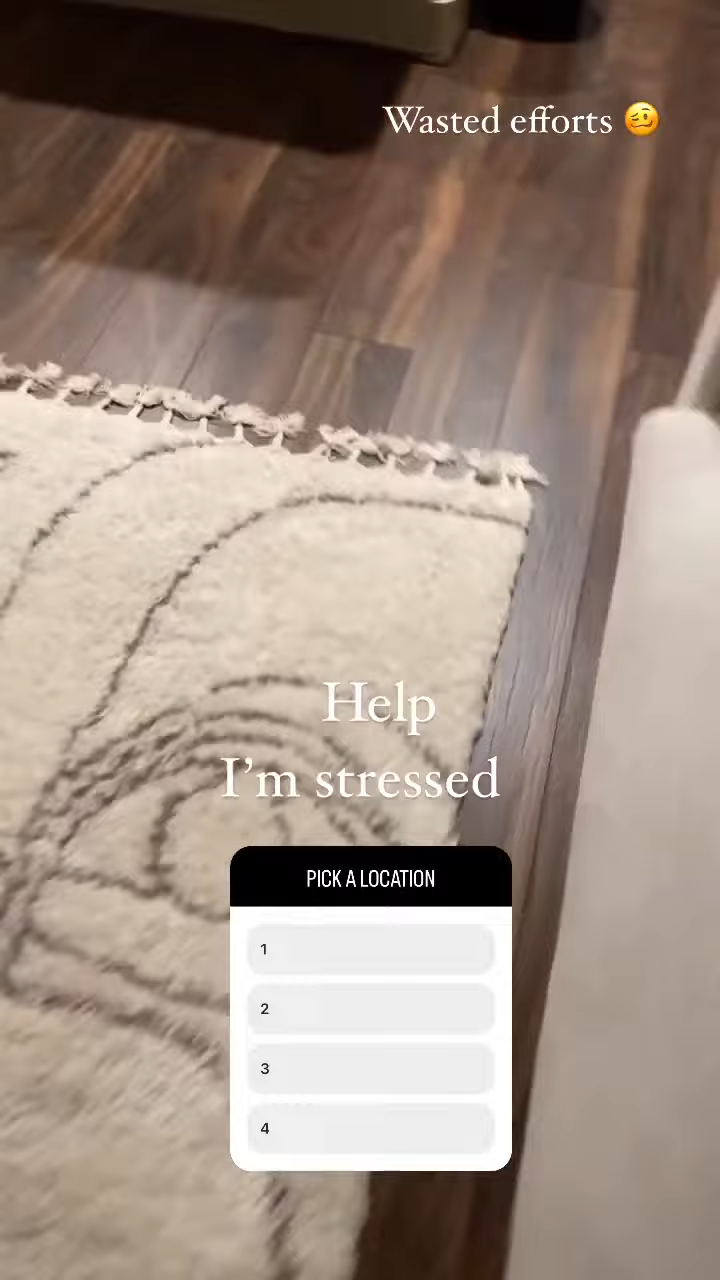 Wasted efforts 🥴
Help
I'm stressed
PICK A LOCATION
1
2
3
4